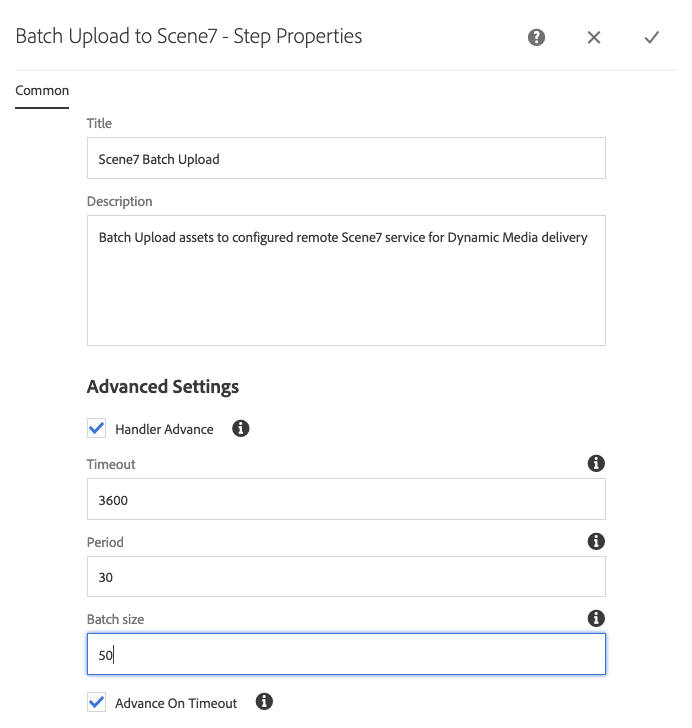 Batch Upload to Scene7 - Step Properties
Common
Title
Scene7 Batch Upload
Description
Batch Upload assets to configured remote Scene7 service for Dynamic Media delivery
Advanced Settings
Handler Advance
Timeout
3600
Period
30
Batch size
50
Advance On Timeout